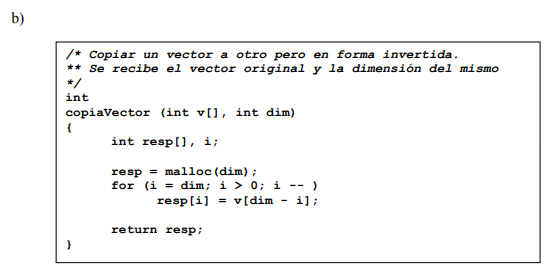 b)
/* Copiar un vector a otro pero en forma invertida.
** Se recibe el vector original y la dimensión del mismo
*/
int
copiaVector (int v[], int dim)
{
int resp[], i;
resp = malloc(dim);
for (i = dim; i > 0; i -- )
resp[i] = v[dim - i];
return resp;
}